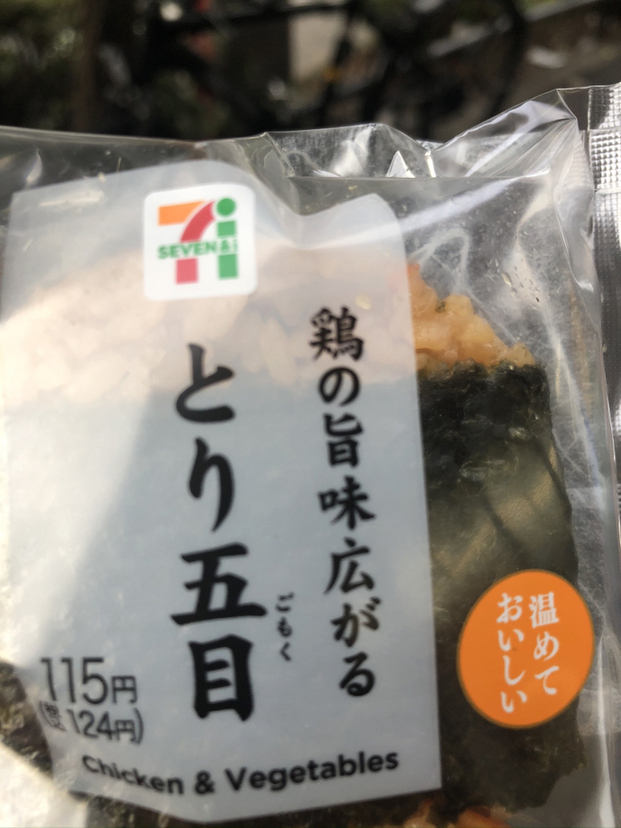 SEVEN&i
鶏の旨味広がる
とり五目
ごもく
温めて
おいしい
115円
(税込 124円)
Chicken & Vegetables